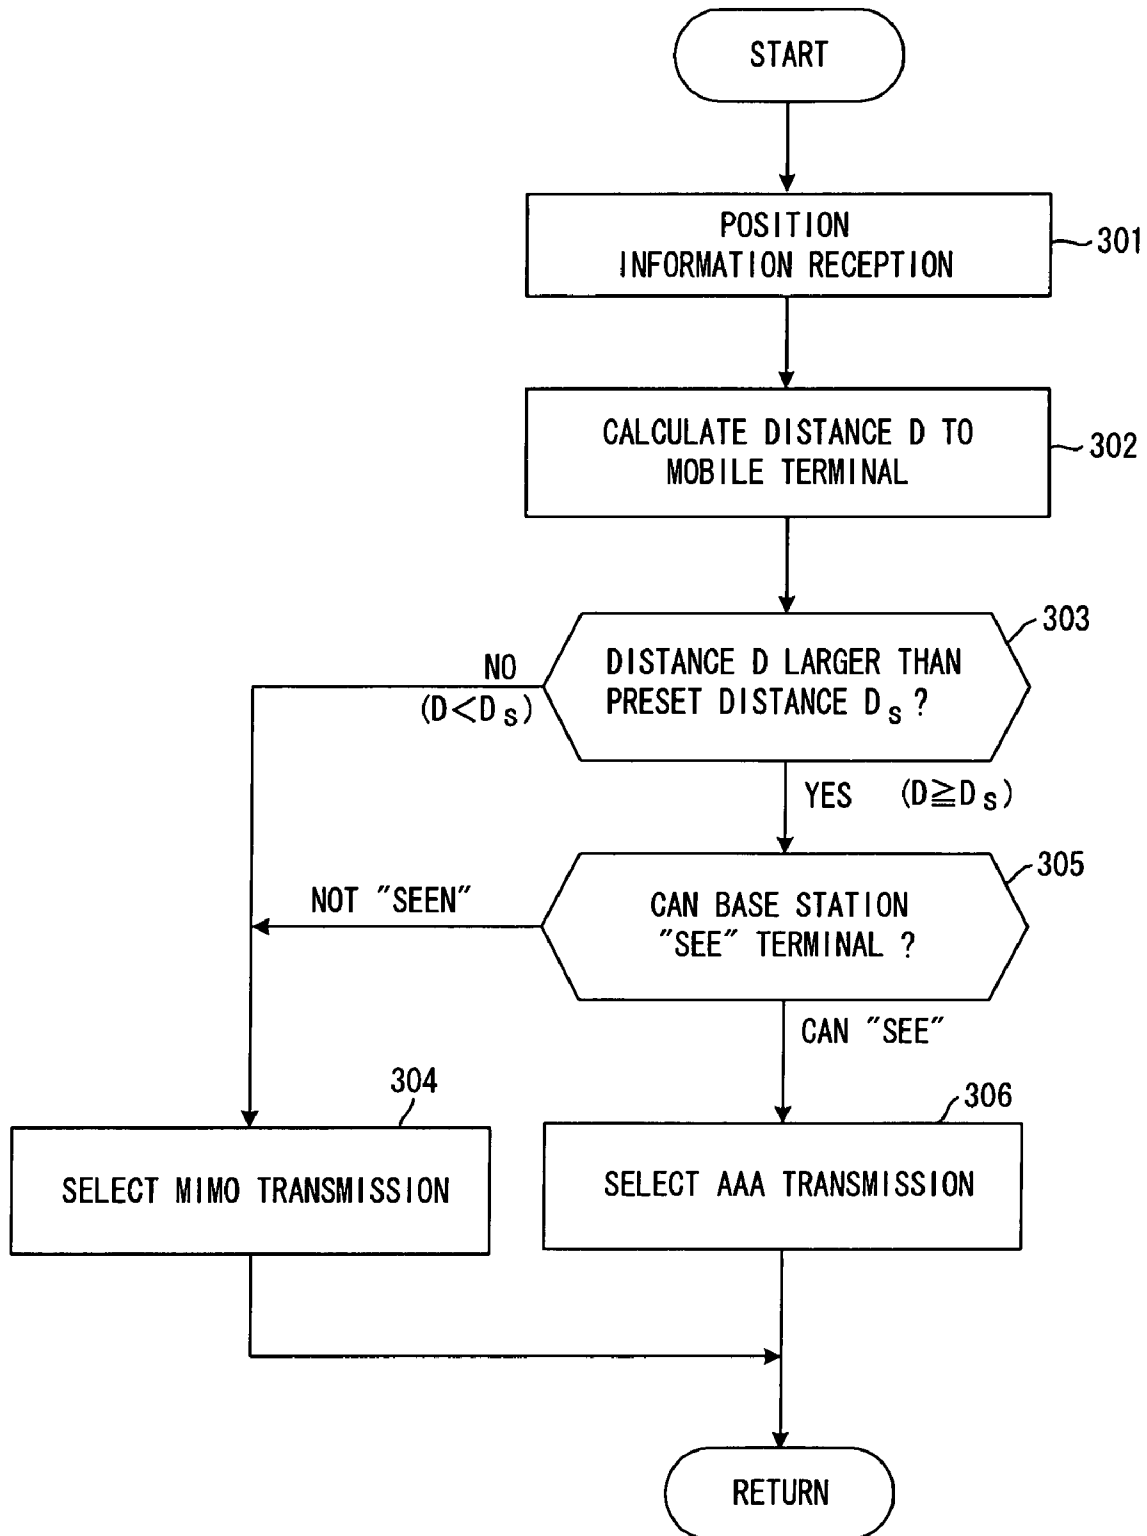 START
POSITION
INFORMATION RECEPTION
301
CALCULATE DISTANCE D TO
MOBILE TERMINAL
302
303
DISTANCE D LARGER THAN
PRESET DISTANCE Ds ?
NO
(D<Ds)
YES (D≧Ds)
305
CAN BASE STATION
"SEE" TERMINAL ?
NOT "SEEN"
CAN "SEE"
304
306
SELECT MIMO TRANSMISSION
SELECT AAA TRANSMISSION
RETURN